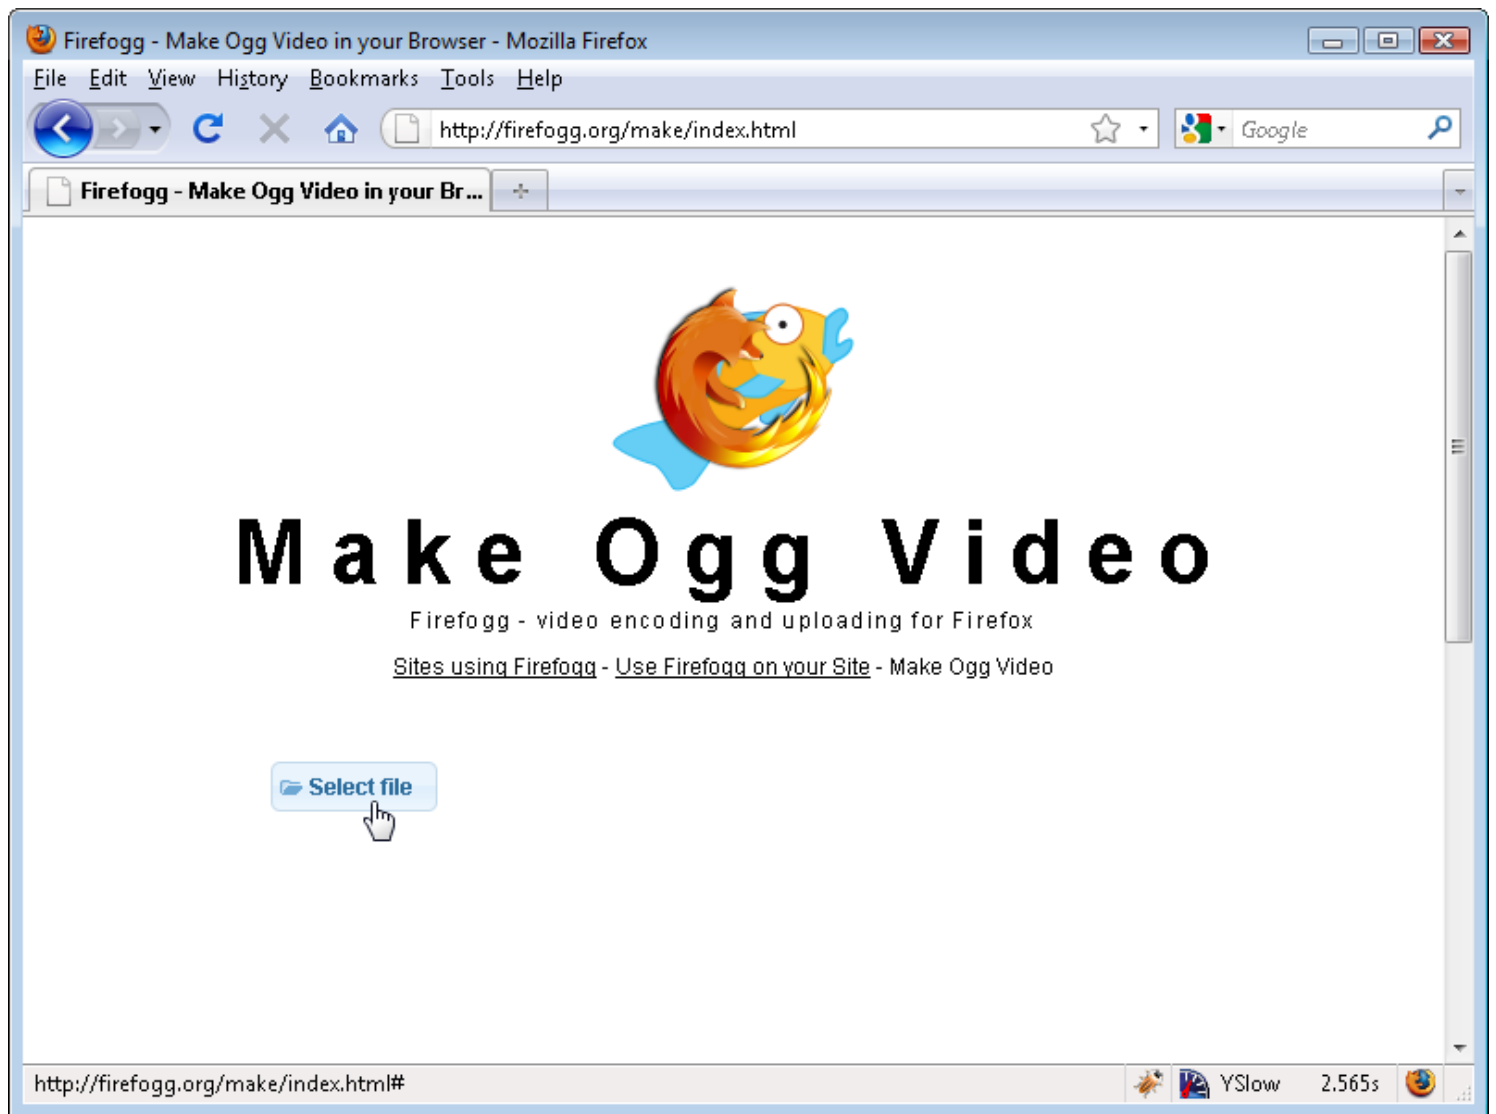 Firefogg - Make Ogg Video in your Browser - Mozilla Firefox
File Edit View History Bookmarks Tools Help
http://firefogg.org/make/index.html
Google
Firefogg - Make Ogg Video in your Br...
Make Ogg Video
Firefogg - video encoding and uploading for Firefox
Sites using Firefogg - Use Firefogg on your Site - Make Ogg Video
Select file
http://firefogg.org/make/index.html#
YSlow 2.565s